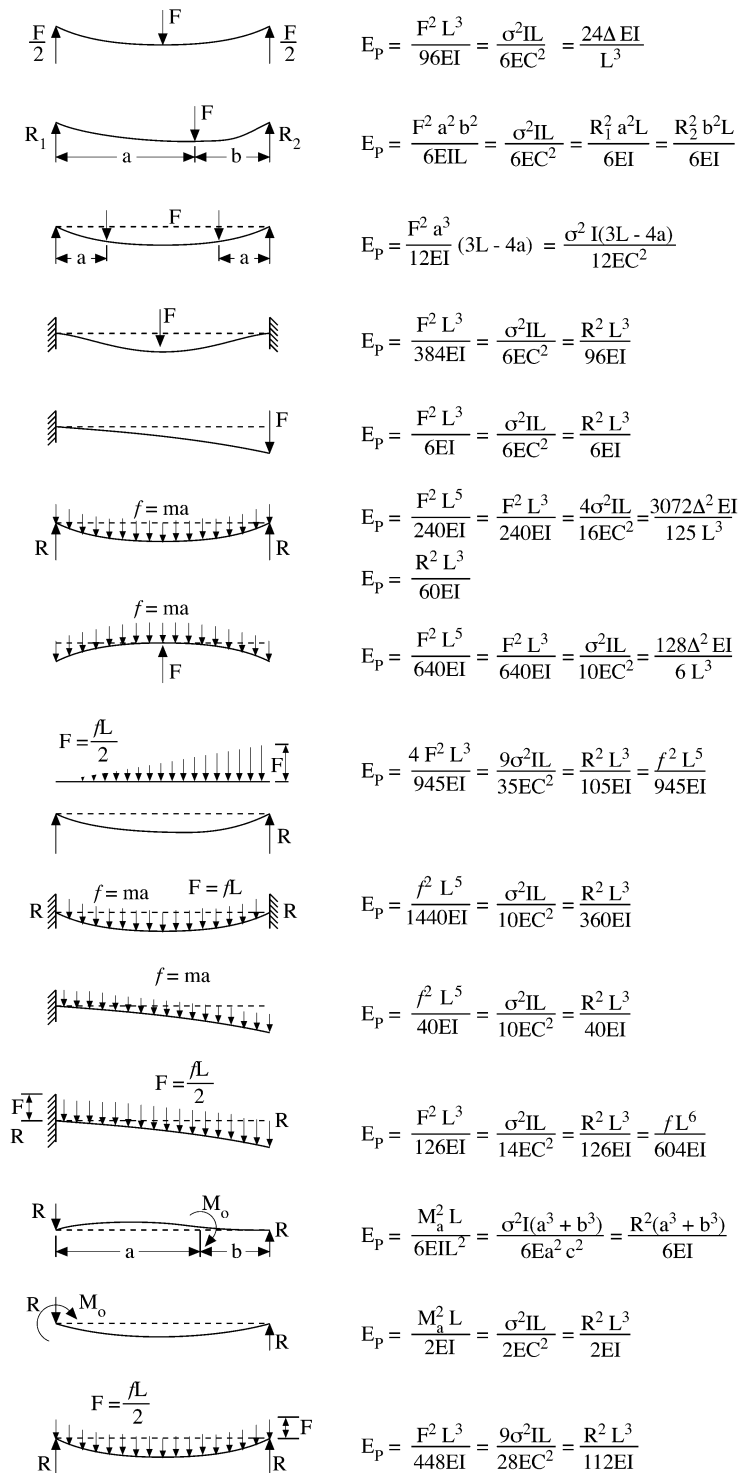 F/2 F F/2 E_P = F² L³/96EI = σ²IL/6EC² = 24Δ EI/L³
R₁ F R₂ a b E_P = F² a² b²/6EIL = σ²IL/6EC² = R₁² a²L/6EI = R₂² b²L/6EI
F a a E_P = F² a³/12EI (3L - 4a) = σ² I(3L - 4a)/12EC²
F E_P = F² L³/384EI = σ²IL/6EC² = R² L³/96EI
F E_P = F² L³/6EI = σ²IL/6EC² = R² L³/6EI
f = ma R R E_P = F² L⁵/240EI = F² L³/240EI = 4σ²IL/16EC² = 3072Δ² EI/125 L³
E_P = R² L³/60EI
f = ma F E_P = F² L⁵/640EI = F² L³/640EI = σ²IL/10EC² = 128Δ² EI/6 L³
F = fL/2 F R E_P = 4 F² L³/945EI = 9σ²IL/35EC² = R² L³/105EI = f² L⁵/945EI
R f = ma F = fL R E_P = f² L⁵/1440EI = σ²IL/10EC² = R² L³/360EI
f = ma E_P = f² L⁵/40EI = σ²IL/10EC² = R² L³/40EI
F = fL/2 F R R E_P = F² L³/126EI = σ²IL/14EC² = R² L³/126EI = fL⁶/604EI
R M_o R a b E_P = M_a² L/6EIL² = σ²I(a³ + b³)/6Ea² c² = R²(a³ + b³)/6EI
R M_o R E_P = M_a² L/2EI = σ²IL/2EC² = R² L³/2EI
F = fL/2 F R R E_P = F² L³/448EI = 9σ²IL/28EC² = R² L³/112EI